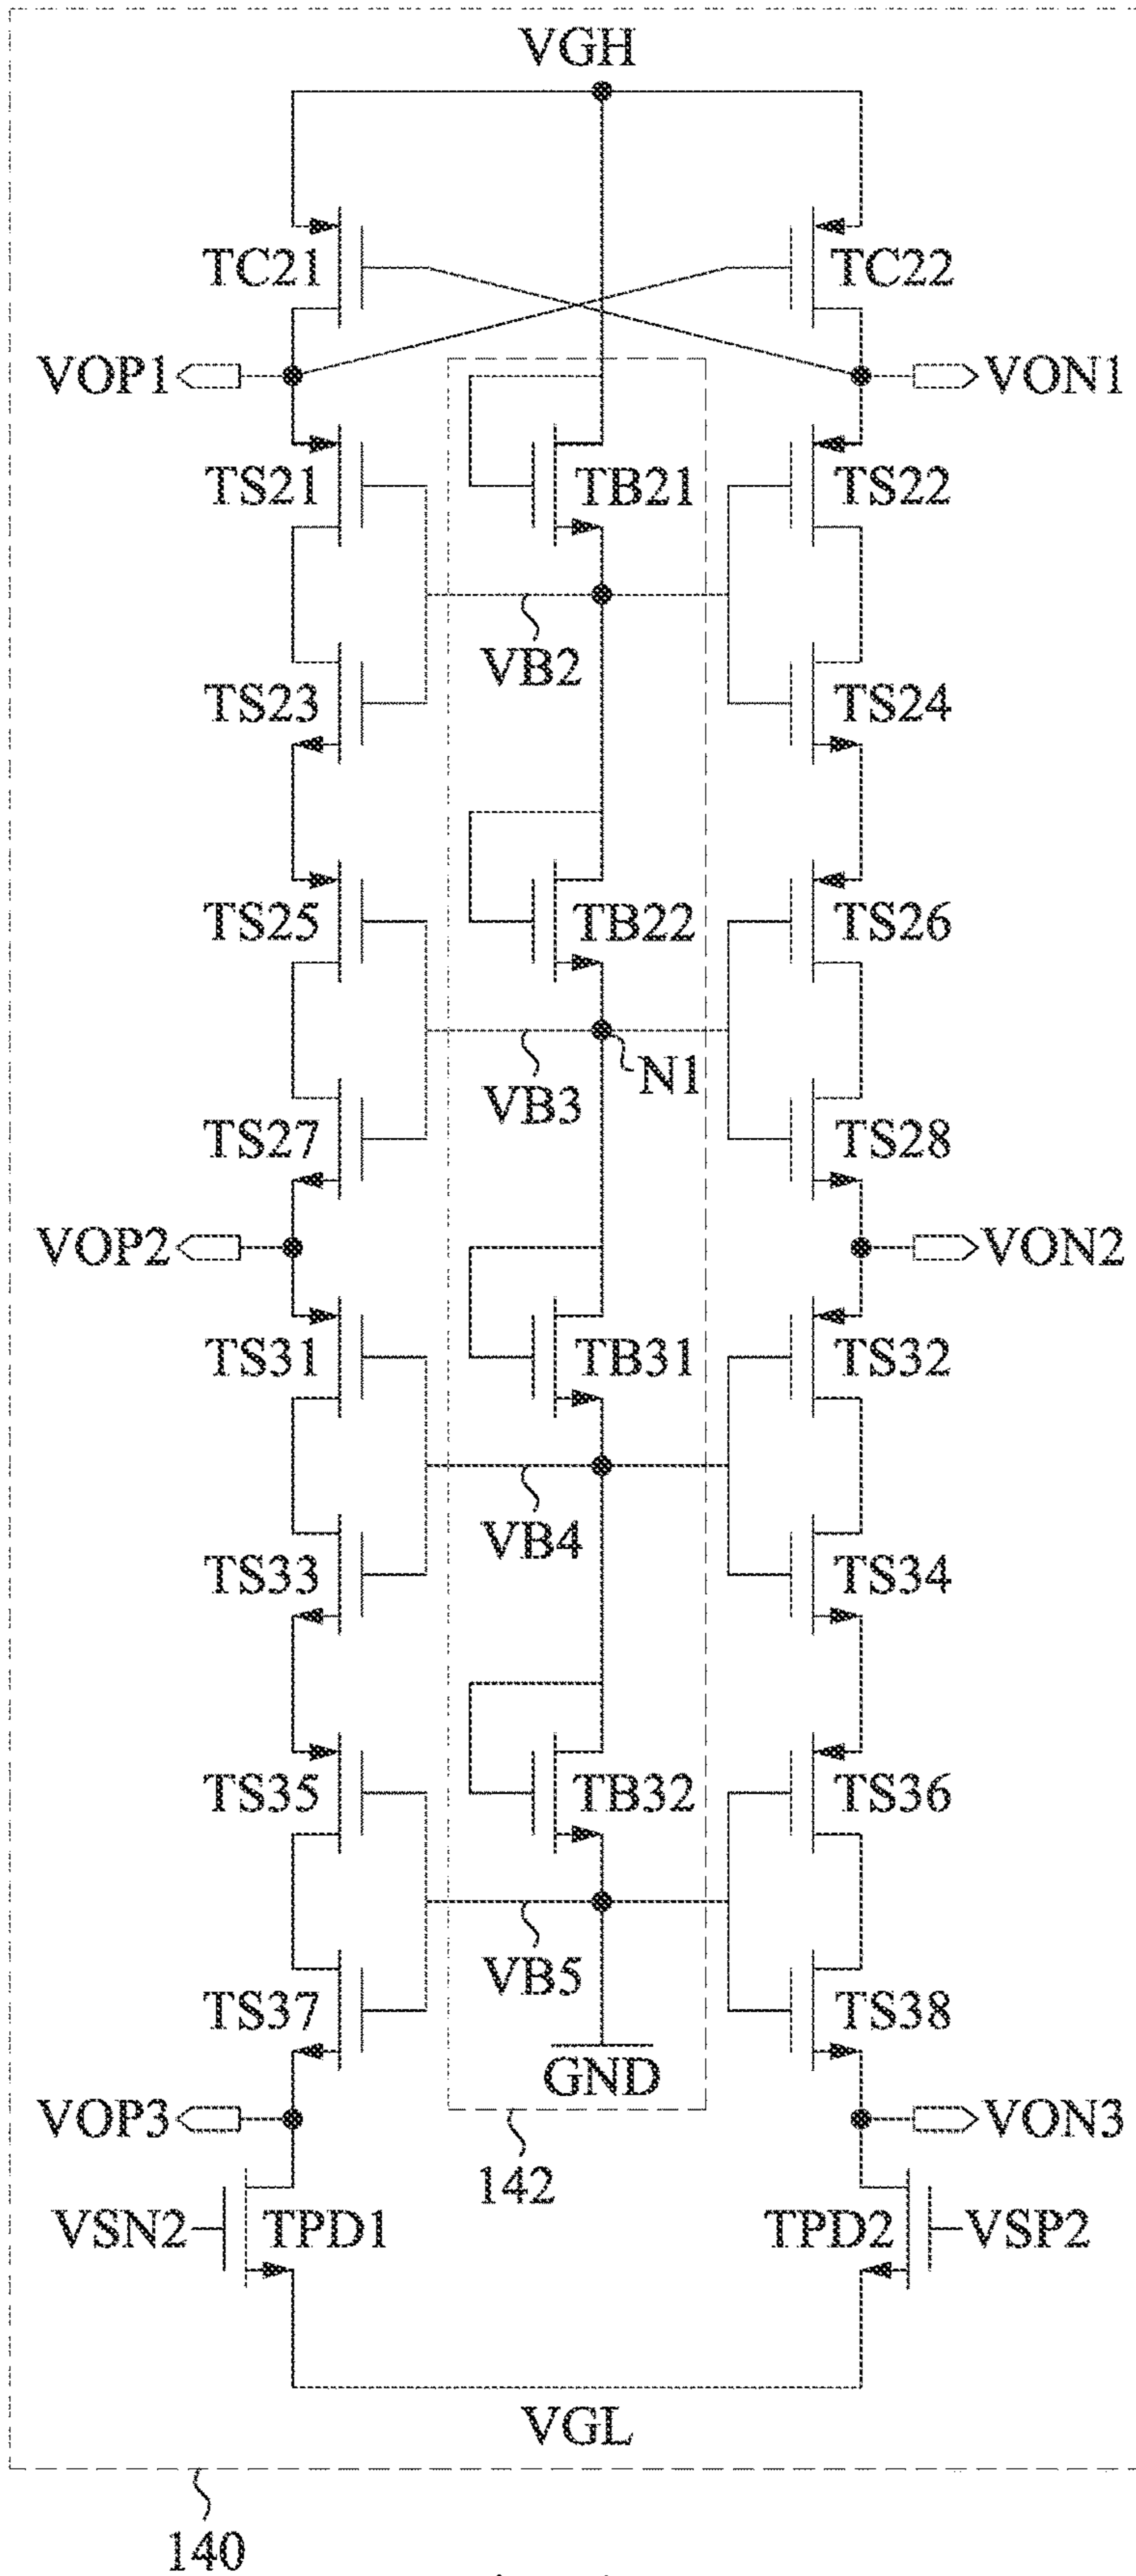 VGH
TC21 TC22
VOP1 VON1
TS21 TB21 TS22
VB2
TS23 TS24
TS25 TB22 TS26
VB3 N1
TS27 TS28
VOP2 VON2
TS31 TB31 TS32
VB4
TS33 TS34
TS35 TB32 TS36
VB5
TS37 TS38
GND
VOP3 VON3
142
VSN2 TPD1 TPD2 VSP2
VGL
140